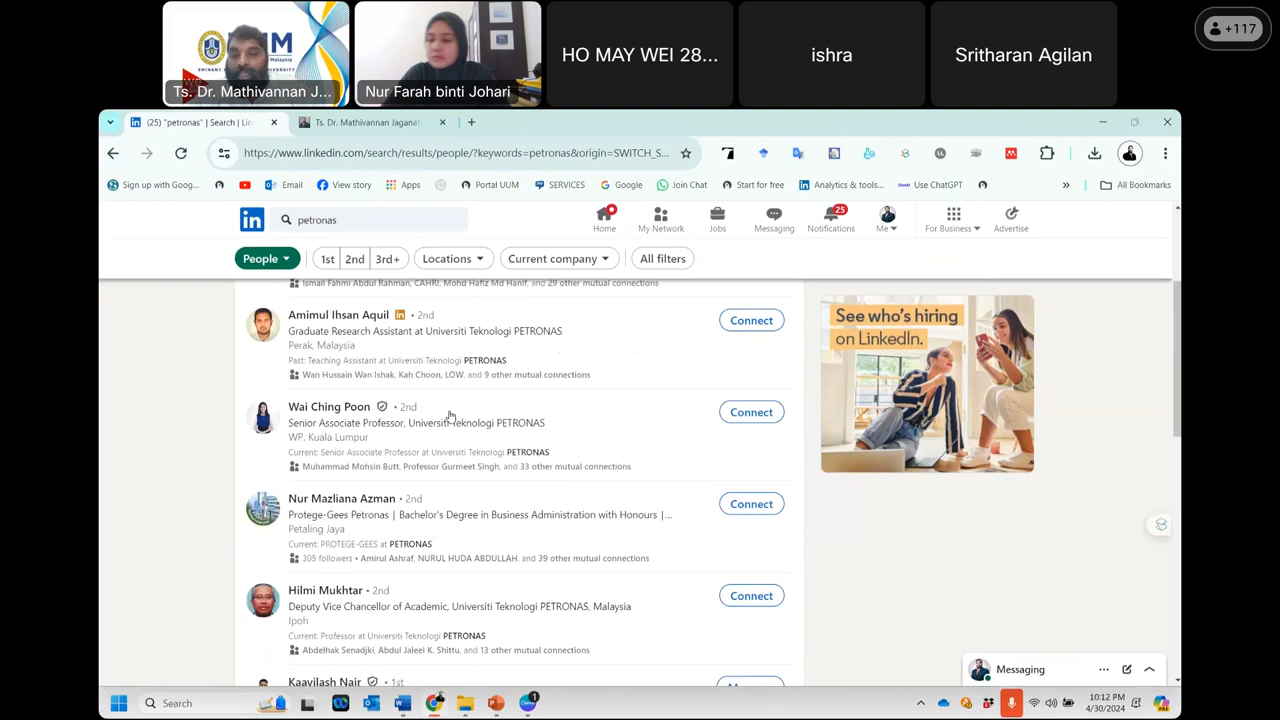 Ts. Dr. Mathivannan J...
Nur Farah binti Johari
HO MAY WEI 28...
ishra
Sritharan Agilan
+117
(25) "petronas" | Search | Lin
Ts. Dr. Mathivannan Jaganat
https://www.linkedin.com/search/results/people/?keywords=petronas&origin=SWITCH_S...
Sign up with Goog...
Email
View story
Apps
Portal UUM
SERVICES
Google
Join Chat
Start for free
Analytics & tools...
Use ChatGPT
»
All Bookmarks
in
petronas
Home
My Network
Jobs
Messaging
25
Notifications
Me
For Business
Advertise
People
1st
2nd
3rd+
Locations
Current company
All filters
Ismail Fahmi Abdul Rahman, CAHRI, Mohd Hafiz Md Hanif, and 29 other mutual connections
Amimul Ihsan Aquil in • 2nd
Graduate Research Assistant at Universiti Teknologi PETRONAS
Perak, Malaysia
Past: Teaching Assistant at Universiti Teknologi PETRONAS
Wan Hussain Wan Ishak, Kah Choon, LOW, and 9 other mutual connections
Connect
Wai Ching Poon • 2nd
Senior Associate Professor, Universiti Teknologi PETRONAS
WP. Kuala Lumpur
Current: Senior Associate Professor at Universiti Teknologi PETRONAS
Muhammad Mohsin Butt, Professor Gurmeet Singh, and 33 other mutual connections
Connect
Nur Mazliana Azman • 2nd
Protege-Gees Petronas | Bachelor's Degree in Business Administration with Honours |...
Petaling Jaya
Current: PROTEGE-GEES at PETRONAS
305 followers • Amirul Ashraf, NURUL HUDA ABDULLAH, and 39 other mutual connections
Connect
Hilmi Mukhtar • 2nd
Deputy Vice Chancellor of Academic, Universiti Teknologi PETRONAS, Malaysia
Ipoh
Current: Professor at Universiti Teknologi PETRONAS
Abdelhak Senadjki, Abdul Jaleel K. Shittu, and 13 other mutual connections
Connect
Kaavilash Nair • 1st
See who's hiring
on LinkedIn.
Messaging
Search
1
10:12 PM
4/30/2024